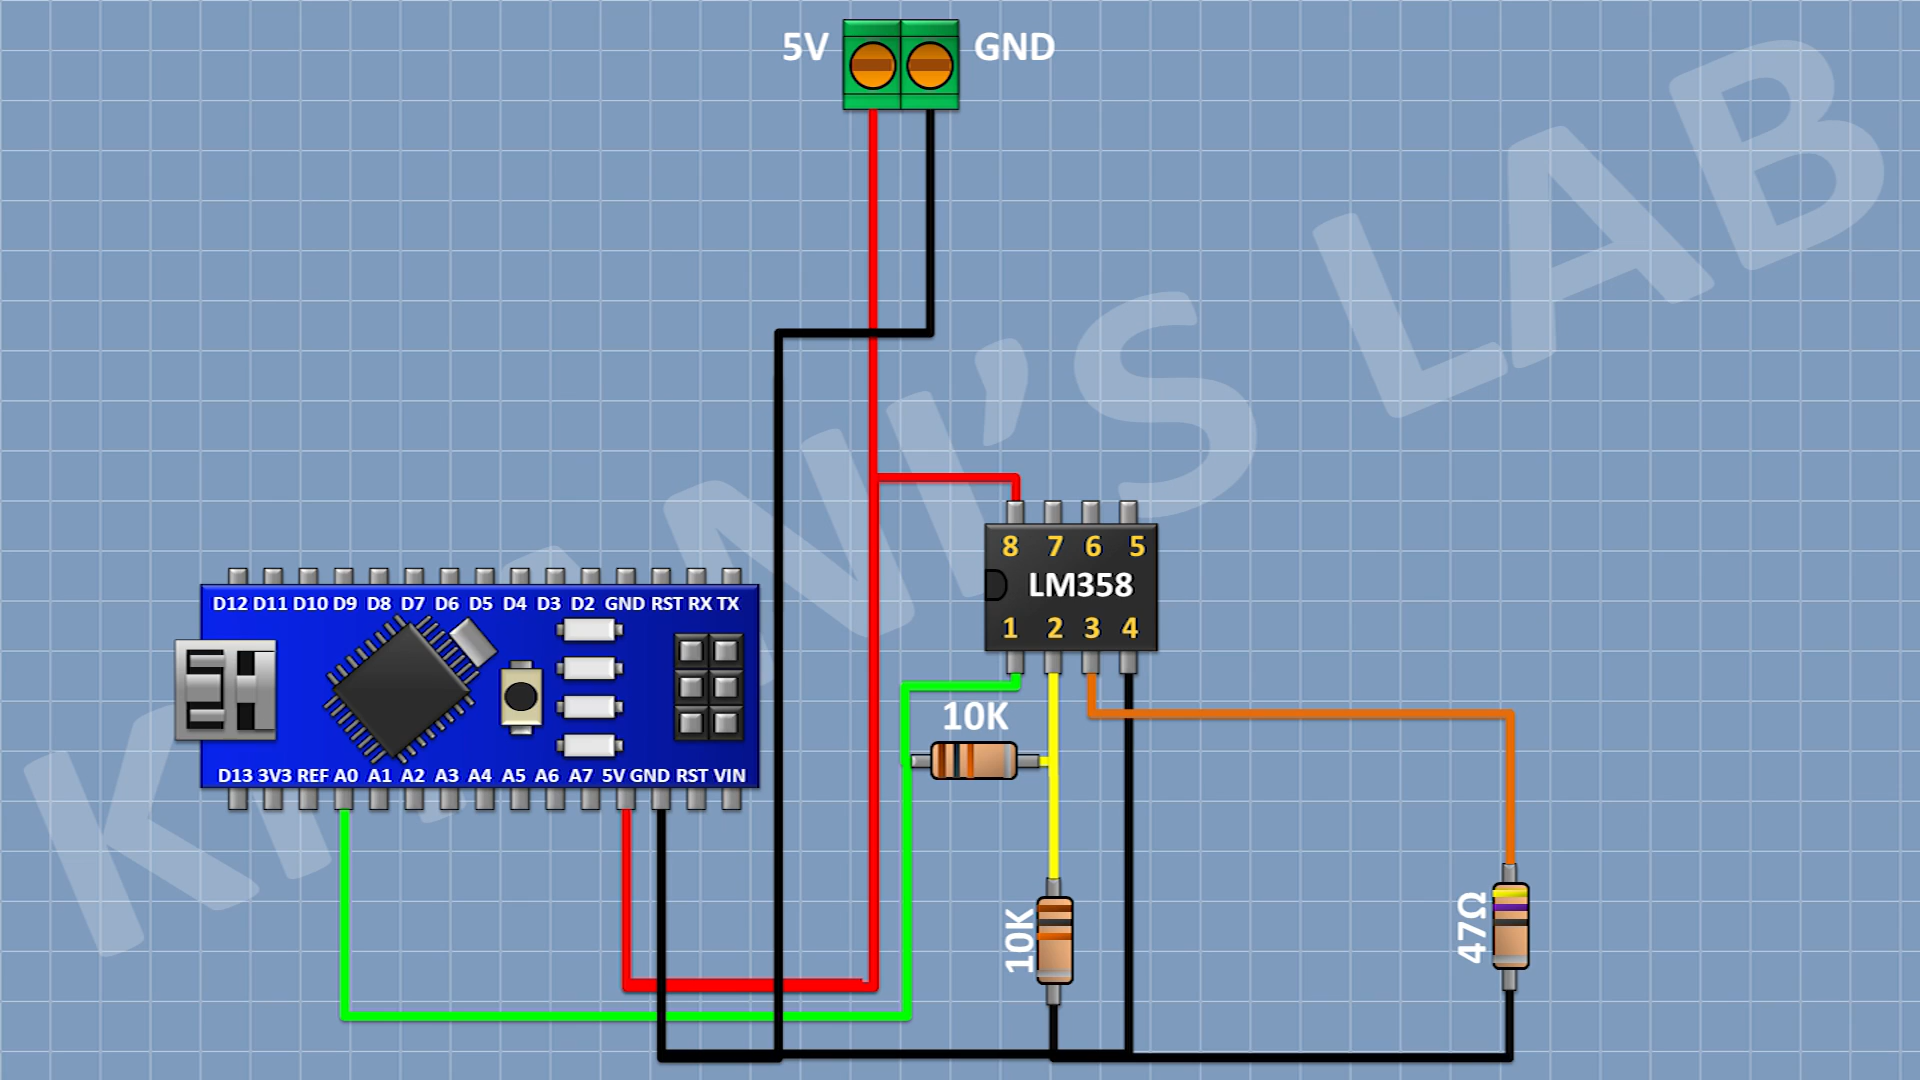 5V GND
KHANI'S LAB
D12 D11 D10 D9 D8 D7 D6 D5 D4 D3 D2 GND RST RX TX
D13 3V3 REF A0 A1 A2 A3 A4 A5 A6 A7 5V GND RST VIN
8 7 6 5
LM358
1 2 3 4
10K
10K
47Ω